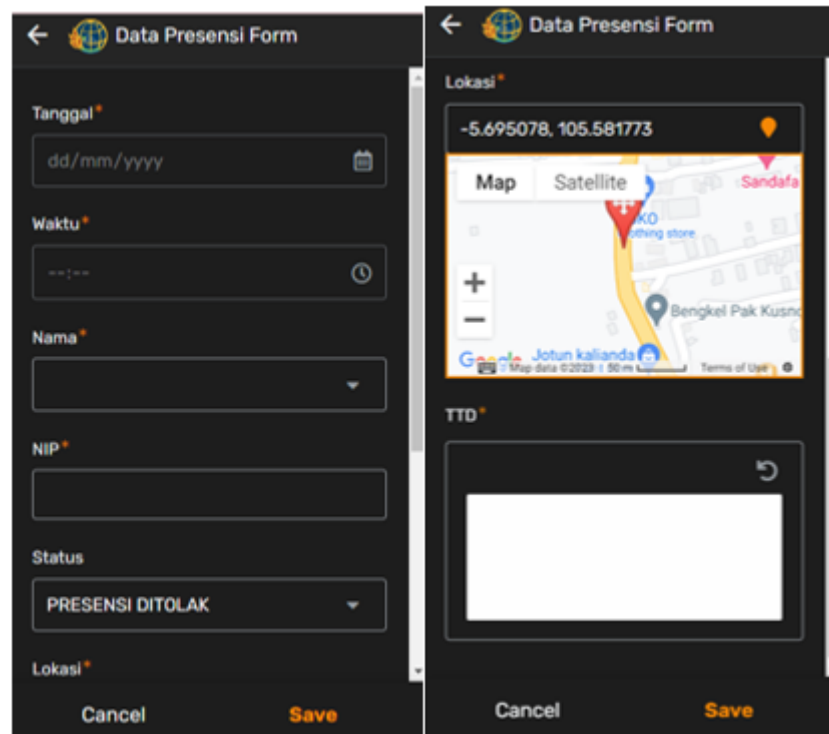 Data Presensi Form
Tanggal*
dd/mm/yyyy
Waktu*
--:--
Nama*
NIP*
Status
PRESENSI DITOLAK
Lokasi*
Cancel Save
Data Presensi Form
Lokasi*
-5.695078, 105.581773
Map Satellite
Sandafa
KO
othing store
Bengkel Pak Kusno
Jotun kalianda
Google
Map data ©2023 50 m Terms of Use
TTD*
Cancel Save